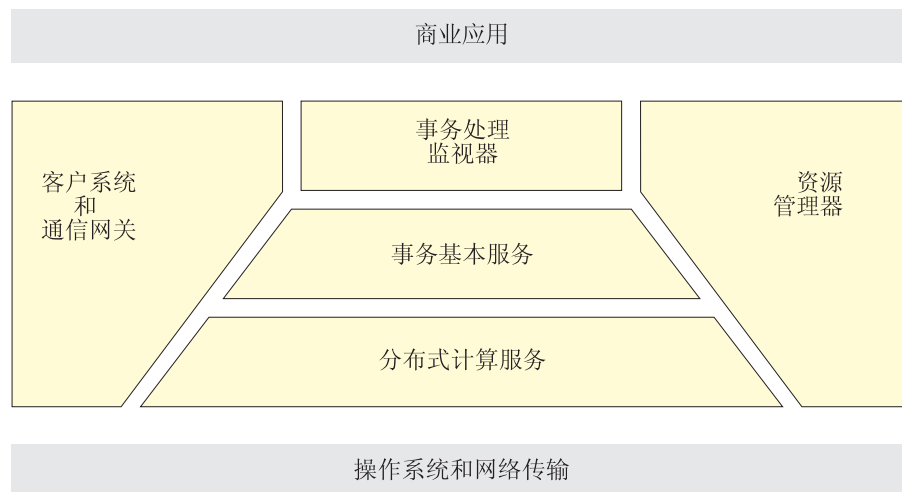 商业应用
事务处理
监视器
客户系统
和
通信网关
资源
管理器
事务基本服务
分布式计算服务
操作系统和网络传输